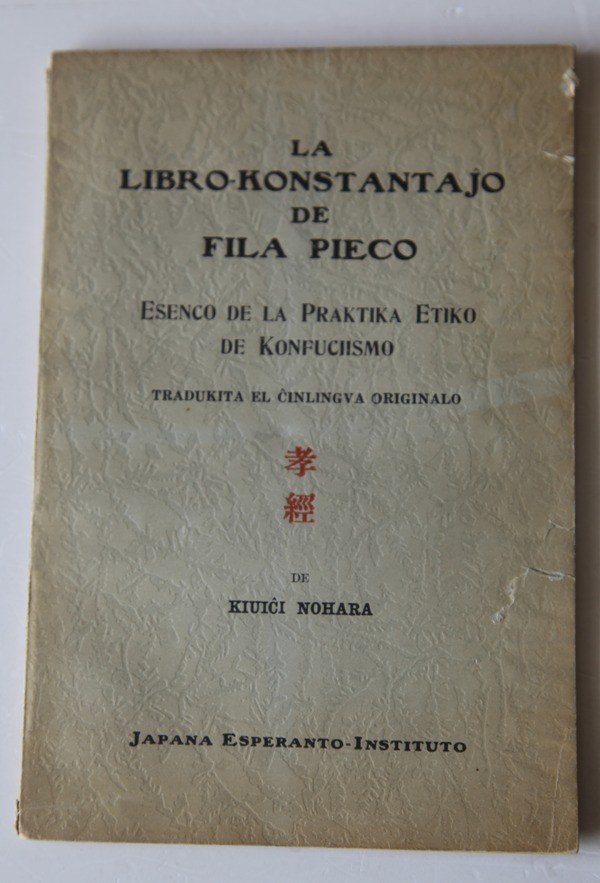 LA
LIBRO-KONSTANTAĴO
DE
FILA PIECO
ESENCO DE LA PRAKTIKA ETIKO
DE KONFUCIISMO
TRADUKITA EL ĈINLINGVA ORIGINALO
孝
經
DE
KIUIĈI NOHARA
JAPANA ESPERANTO-INSTITUTO